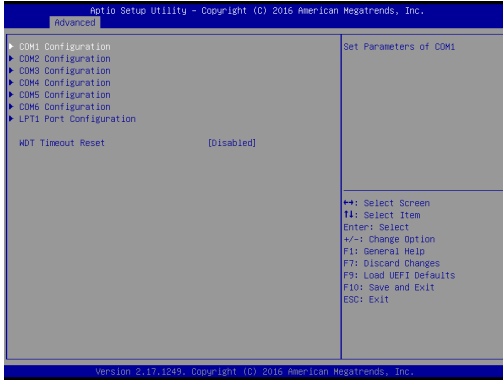 Aptio Setup Utility – Copyright (C) 2016 American Megatrends, Inc.
Advanced
COM1 Configuration
COM2 Configuration
COM3 Configuration
COM4 Configuration
COM5 Configuration
COM6 Configuration
LPT1 Port Configuration
WDT Timeout Reset [Disabled]
Set Parameters of COM1
↔: Select Screen
↑↓: Select Item
Enter: Select
+/-: Change Option
F1: General Help
F7: Discard Changes
F9: Load UEFI Defaults
F10: Save and Exit
ESC: Exit
Version 2.17.1249. Copyright (C) 2016 American Megatrends, Inc.